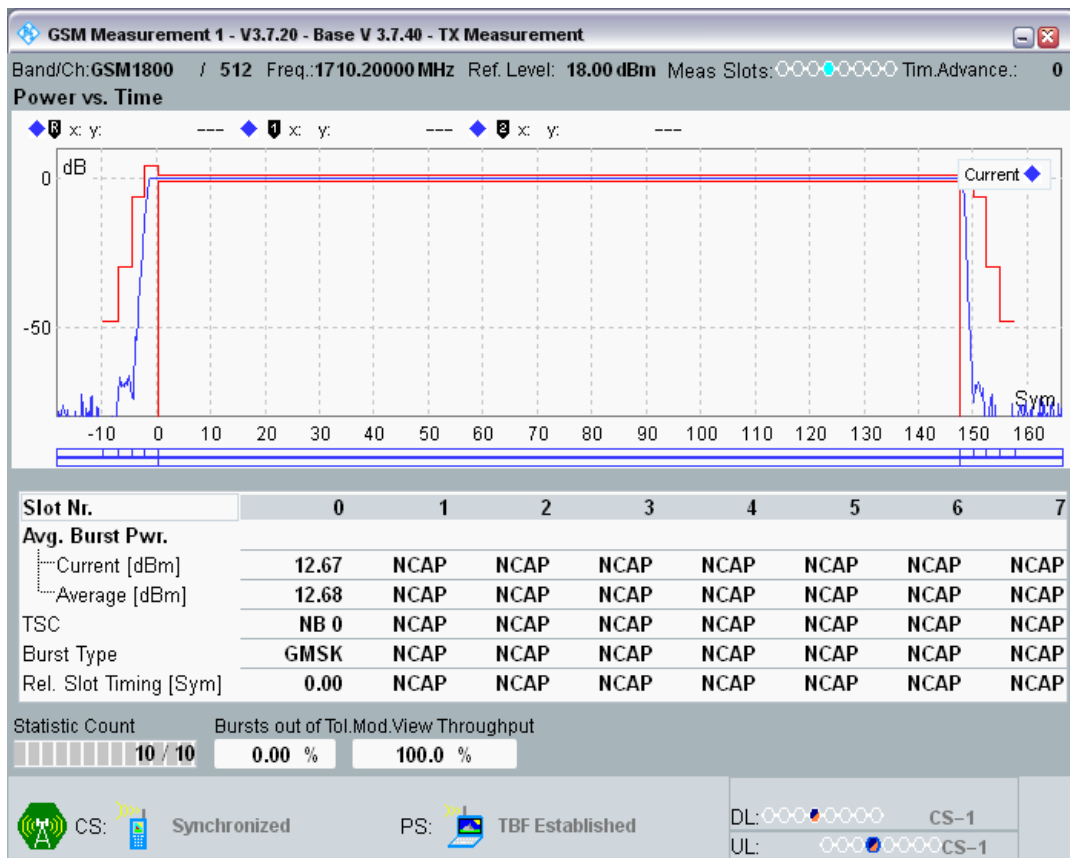 GSM Measurement 1 - V3.7.20 - Base V 3.7.40 - TX Measurement
Band/Ch:GSM1800 / 512 Freq.:1710.20000 MHz Ref. Level: 18.00 dBm Meas Slots: Tim.Advance.: 0
Power vs. Time
R x: y: --- 1 x: y: --- 2 x: y: ---
dB
Current
0
-50
Sym
-10 0 10 20 30 40 50 60 70 80 90 100 110 120 130 140 150 160
Slot Nr. 0 1 2 3 4 5 6 7
Avg. Burst Pwr.
Current [dBm] 12.67 NCAP NCAP NCAP NCAP NCAP NCAP NCAP
Average [dBm] 12.68 NCAP NCAP NCAP NCAP NCAP NCAP NCAP
TSC NB 0 NCAP NCAP NCAP NCAP NCAP NCAP NCAP
Burst Type GMSK NCAP NCAP NCAP NCAP NCAP NCAP NCAP
Rel. Slot Timing [Sym] 0.00 NCAP NCAP NCAP NCAP NCAP NCAP NCAP
Statistic Count Bursts out of Tol.Mod.View Throughput
10 / 10 0.00 % 100.0 %
CS: Synchronized PS: TBF Established DL: CS-1
UL: CS-1